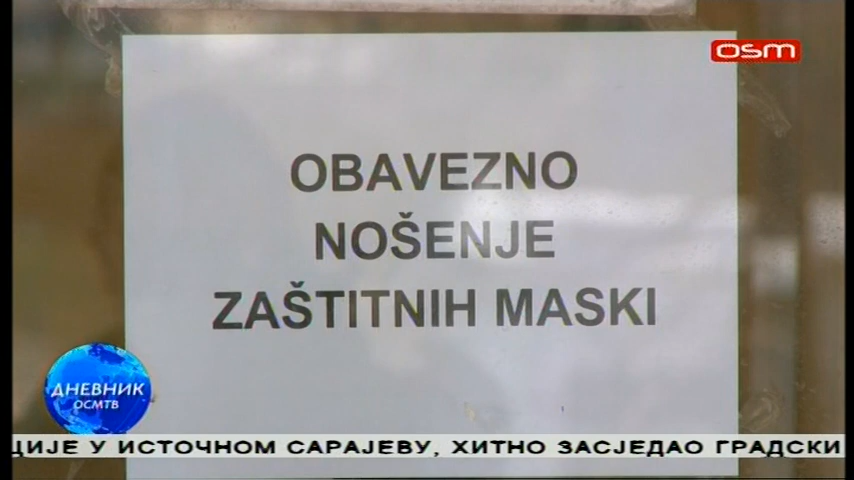 osm
OBAVEZNO
NOŠENJE
ZAŠTITNIH MASKI
ДНЕВНИК
ОСМТВ
ЦИЈЕ У ИСТОЧНОМ САРАЈЕВУ, ХИТНО ЗАСЈЕДАО ГРАДСКИ